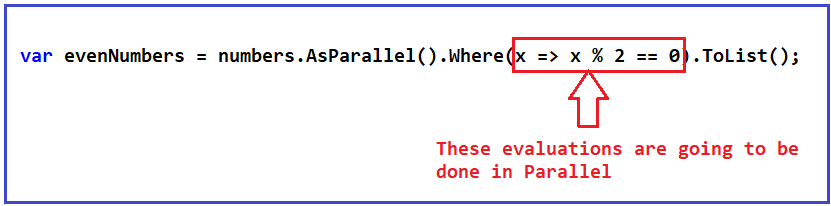 var evenNumbers = numbers.AsParallel().Where(x => x % 2 == 0).ToList();
These evaluations are going to be
done in Parallel